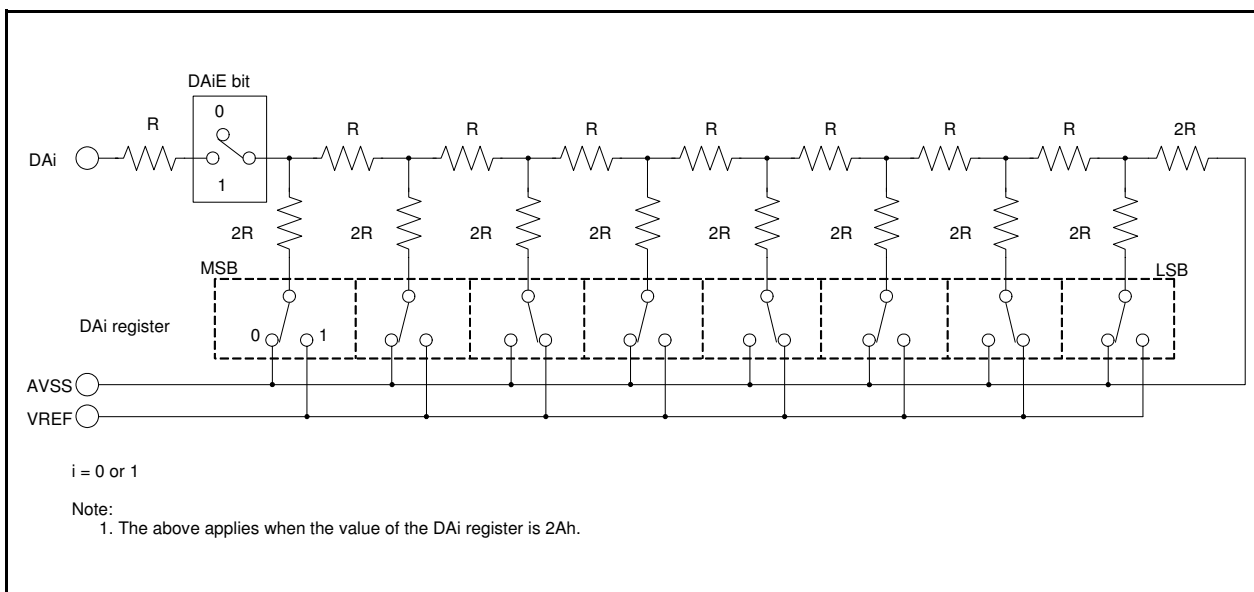 DAiE bit
0
1
R
R
R
R
R
R
R
R
2R
DAi
2R
2R
2R
2R
2R
2R
2R
2R
MSB
LSB
DAi register
0
1
AVSS
VREF
i = 0 or 1
Note:
1. The above applies when the value of the DAi register is 2Ah.